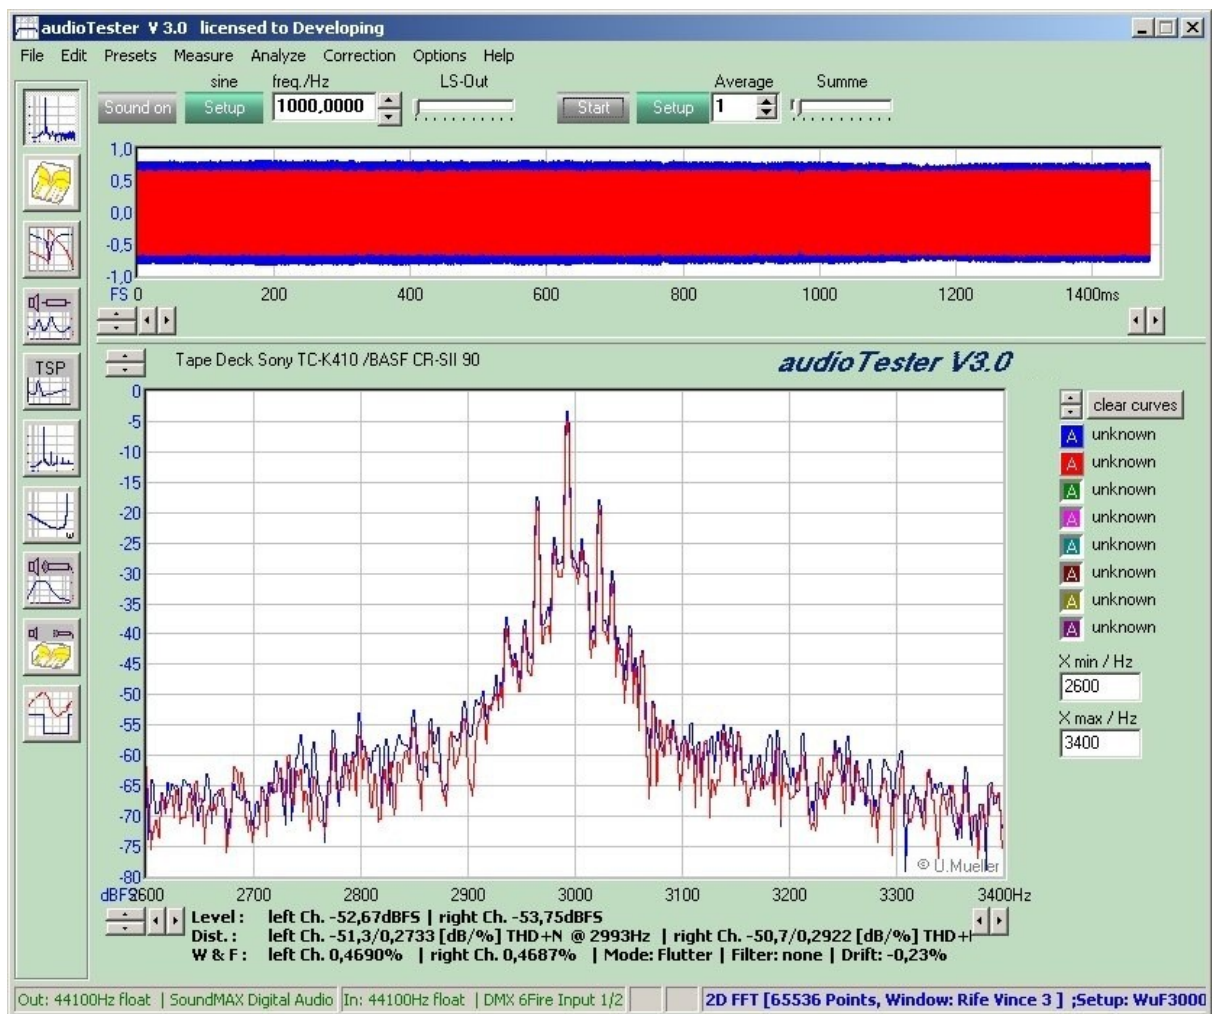 audioTester V 3.0 licensed to Developing
File Edit Presets Measure Analyze Correction Options Help
sine freq./Hz LS-Out Average Summe
Sound on Setup 1000,0000 Start Setup 1
1,0
0,5
0,0
-0,5
-1,0
FS 0 200 400 600 800 1000 1200 1400ms
TSP
Tape Deck Sony TC-K410 /BASF CR-SII 90
audioTester V3.0
0
-5
-10
-15
-20
-25
-30
-35
-40
-45
-50
-55
-60
-65
-70
-75
-80
clear curves
A unknown
A unknown
A unknown
A unknown
A unknown
A unknown
A unknown
A unknown
X min / Hz
2600
X max / Hz
3400
© U.Mueller
dBFS 2600 2700 2800 2900 3000 3100 3200 3300 3400Hz
Level : left Ch. -52,67dBFS | right Ch. -53,75dBFS
Dist. : left Ch. -51,3/0,2733 [dB/%] THD+N @ 2993Hz | right Ch. -50,7/0,2922 [dB/%] THD+
W & F : left Ch. 0,4690% | right Ch. 0,4687% | Mode: Flutter | Filter: none | Drift: -0,23%
Out: 44100Hz float | SoundMAX Digital Audio In: 44100Hz float | DMX 6Fire Input 1/2 2D FFT [65536 Points, Window: Rife Vince 3 ] ;Setup: WuF3000